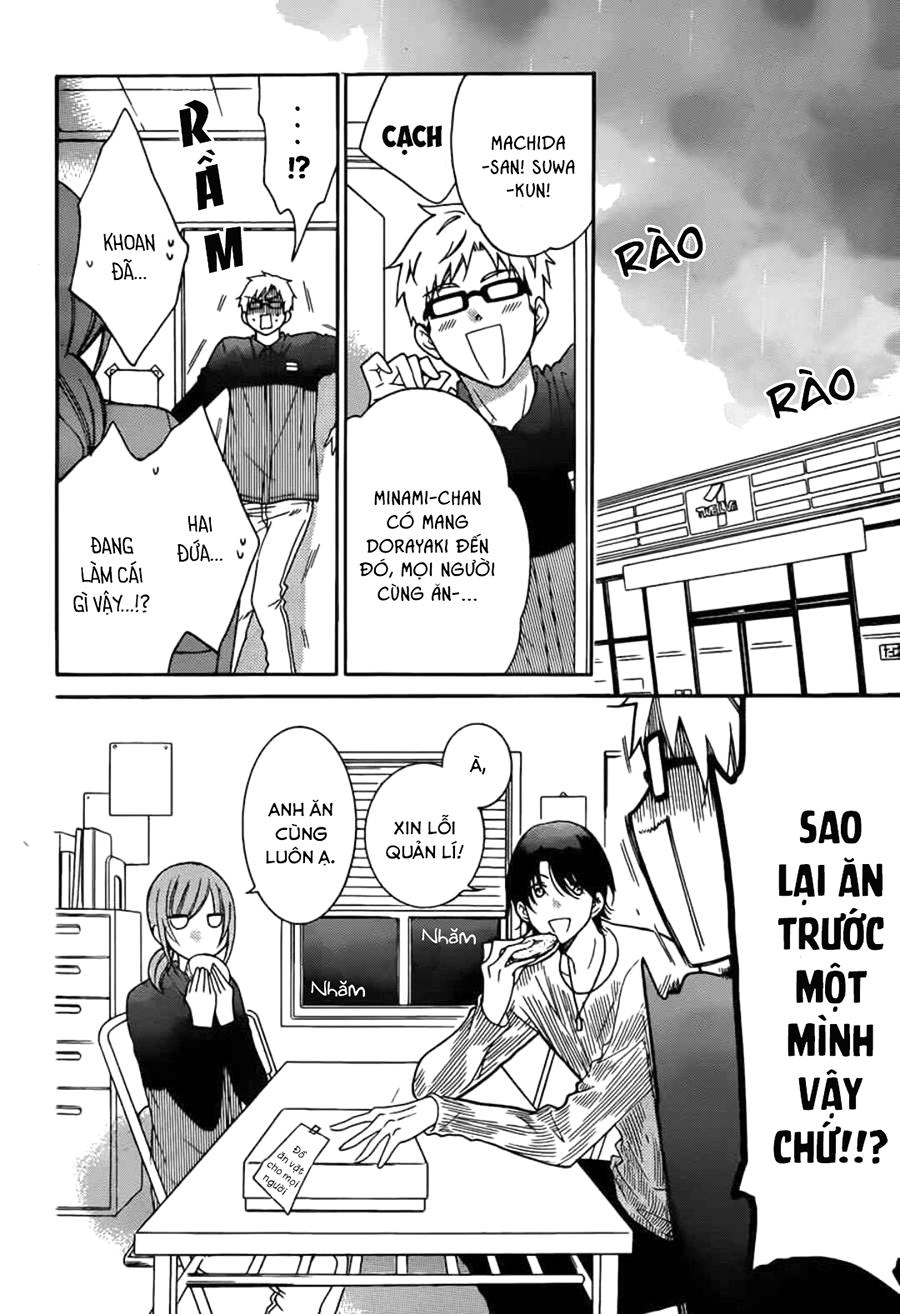 RÀO
RÀO
TWELVE
MACHIDA
-SAN! SUWA
-KUN!
CẠCH
MINAMI-CHAN
CÓ MANG
DORAYAKI ĐẾN
ĐÓ, MỌI NGƯỜI
CÙNG ĂN-...
...!?
RẦM
KHOAN
ĐÃ...
HAI
ĐỨA...
ĐANG
LÀM CÁI
GÌ VẬY...!?
SAO
LẠI ĂN
TRƯỚC
MỘT
MÌNH
VẬY
CHỨ!!?
À,
XIN LỖI
QUẢN LÍ!
ANH ĂN
CÙNG
LUÔN Ạ.
Nhăm
Nhăm
Đồ
ăn vặt
cho mọi
người